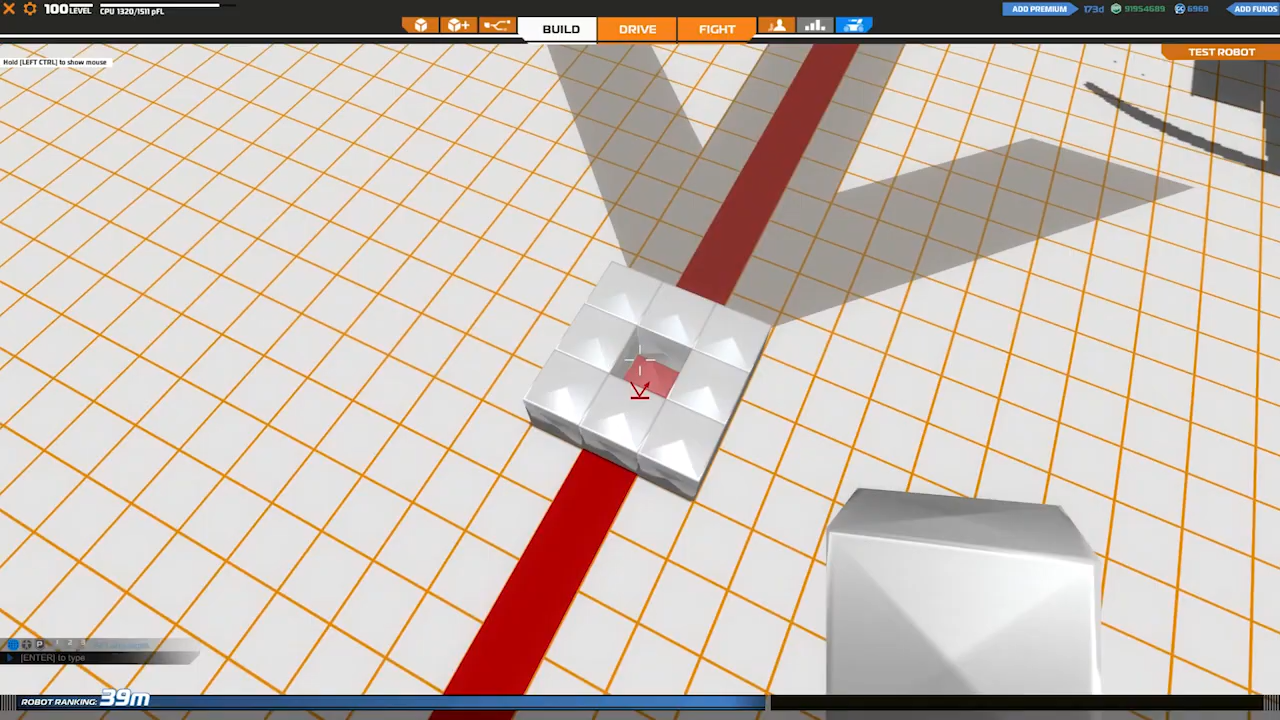 100 LEVEL CPU 1320/1511 pFL
ADD PREMIUM 173d 91954689 6969 ADD FUNDS
BUILD DRIVE FIGHT
TEST ROBOT
Hold [LEFT CTRL] to show mouse
[ENTER] to type
ROBOT RANKING: 39m